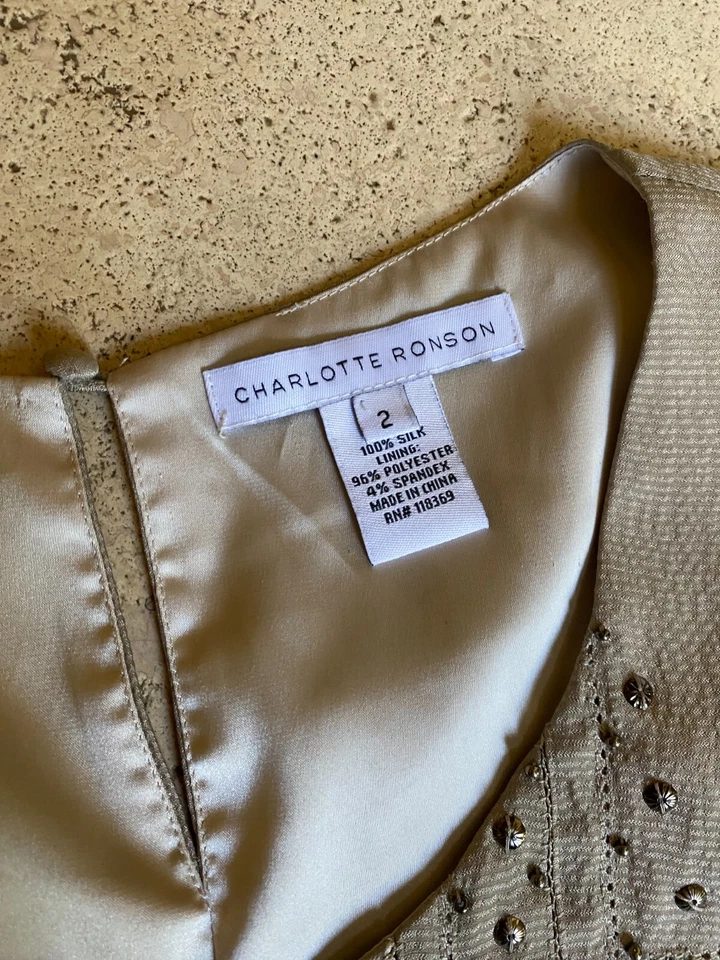 CHARLOTTE RONSON
2
100% SILK
LINING:
96% POLYESTER
4% SPANDEX
MADE IN CHINA
RN# 118369